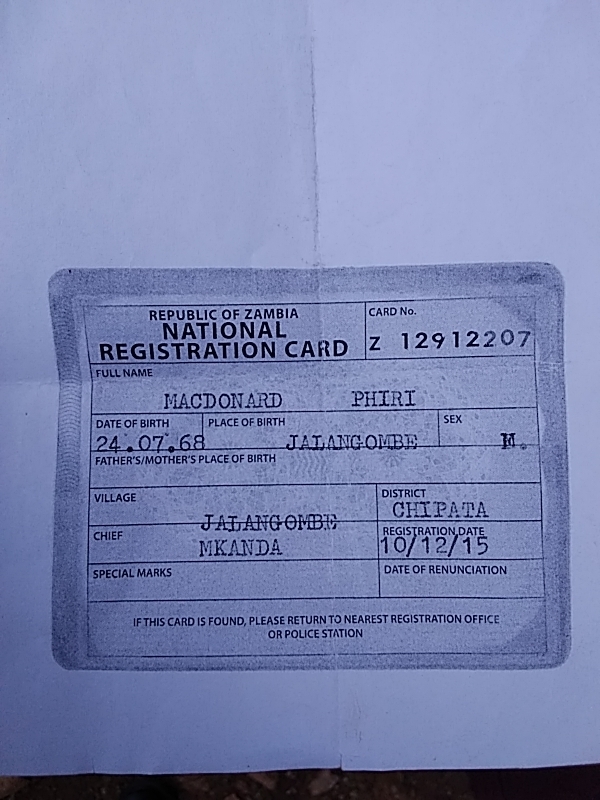 REPUBLIC OF ZAMBIA
NATIONAL
REGISTRATION CARD
CARD No.
Z 12912207
FULL NAME
MACDONARD PHIRI
DATE OF BIRTH
24.07.68
PLACE OF BIRTH
JALANGOMBE
SEX
M.
FATHER'S/MOTHER'S PLACE OF BIRTH
VILLAGE
JALANGOMBE
DISTRICT
CHIPATA
CHIEF
MKANDA
REGISTRATION DATE
10/12/15
SPECIAL MARKS
DATE OF RENUNCIATION
IF THIS CARD IS FOUND, PLEASE RETURN TO NEAREST REGISTRATION OFFICE
OR POLICE STATION